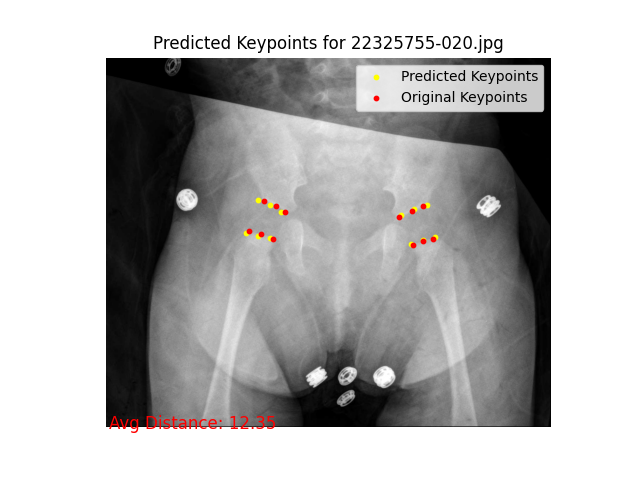 Predicted Keypoints for 22325755-020.jpg
Predicted Keypoints
Original Keypoints
Avg Distance: 12.35